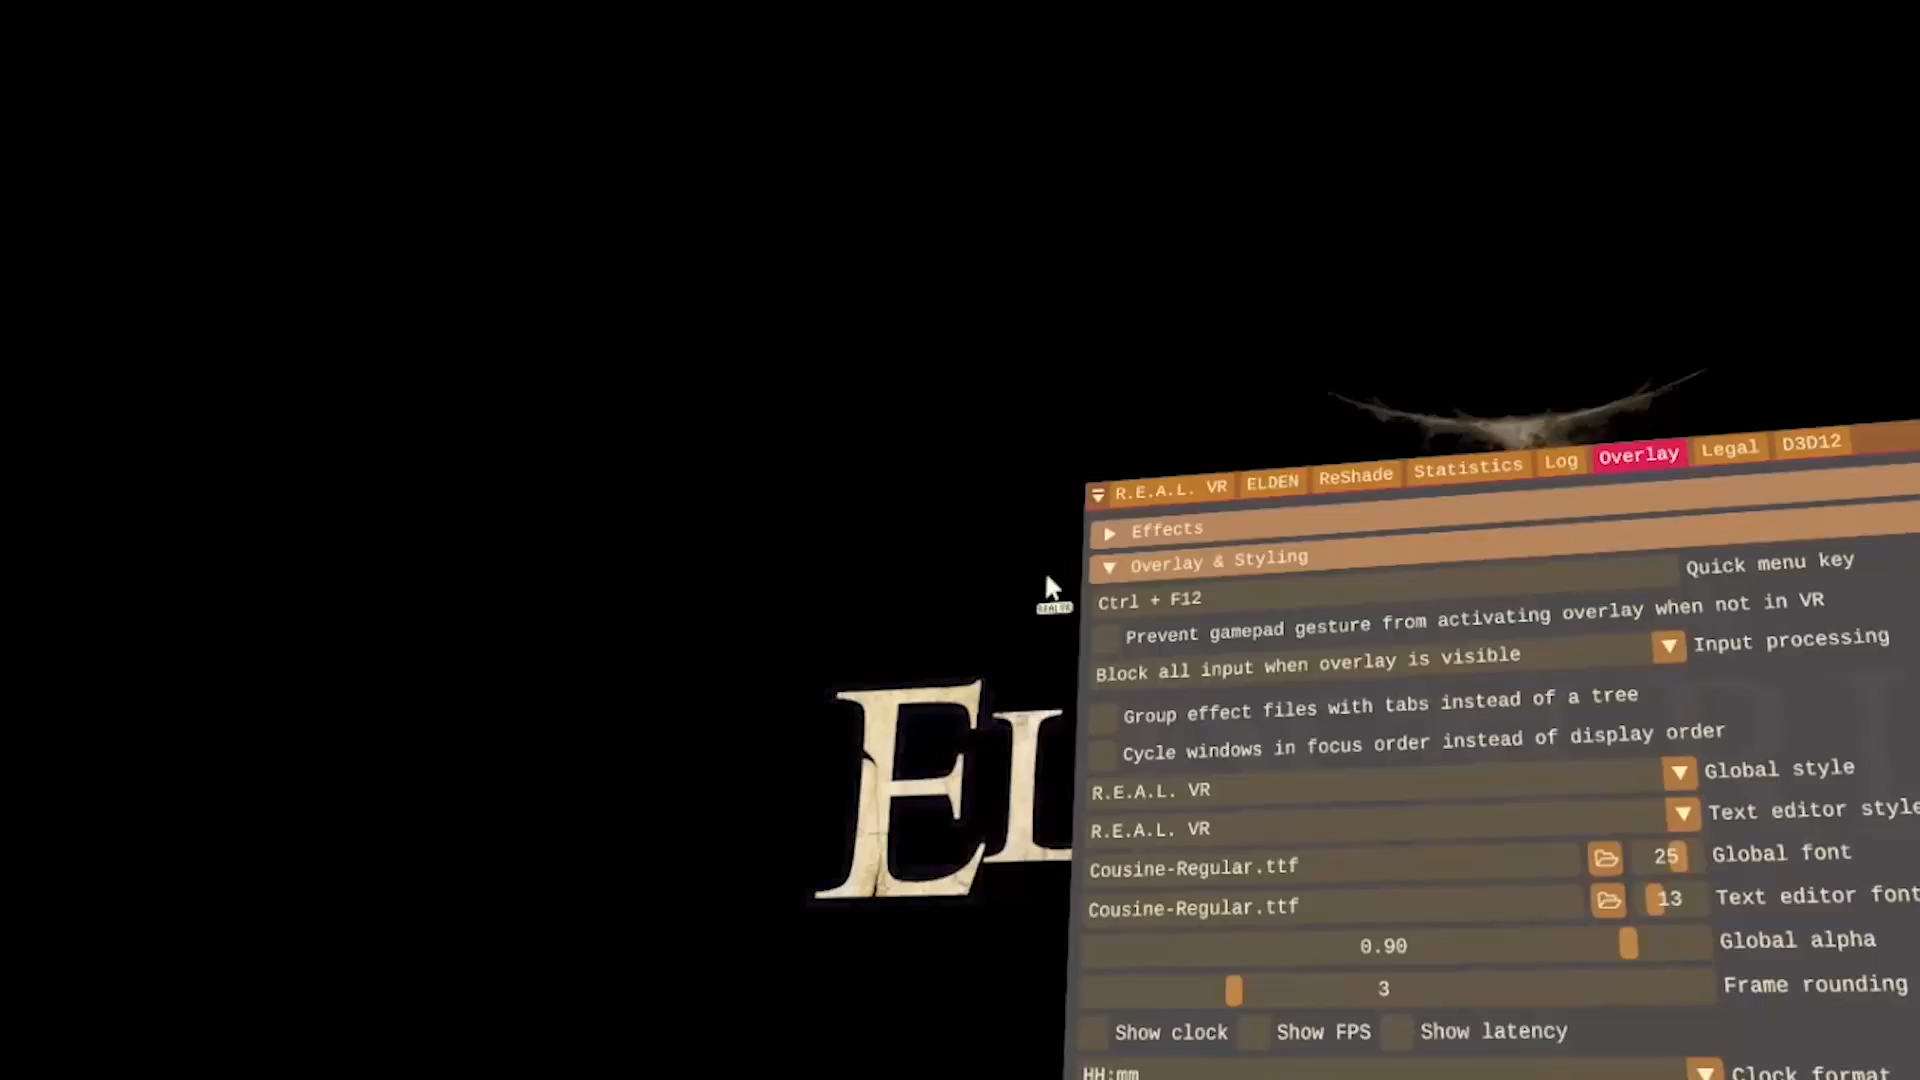 R.E.A.L. VR ELDEN ReShade Statistics Log Overlay Legal D3D12
Effects
Overlay & Styling
Ctrl + F12 Quick menu key
Prevent gamepad gesture from activating overlay when not in VR
Block all input when overlay is visible Input processing
Group effect files with tabs instead of a tree
Cycle windows in focus order instead of display order
R.E.A.L. VR Global style
R.E.A.L. VR Text editor style
Cousine-Regular.ttf 25 Global font
Cousine-Regular.ttf 13 Text editor font
0.90 Global alpha
3 Frame rounding
Show clock Show FPS Show latency
HH:mm Clock format
EL